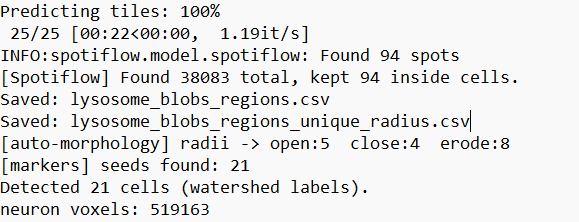 Predicting tiles: 100%
25/25 [00:22<00:00, 1.19it/s]
INFO:spotiflow.model.spotiflow: Found 94 spots
[Spotiflow] Found 38083 total, kept 94 inside cells.
Saved: lysosome_blobs_regions.csv
Saved: lysosome_blobs_regions_unique_radius.csv
[auto-morphology] radii -> open:5  close:4  erode:8
[markers] seeds found: 21
Detected 21 cells (watershed labels).
neuron voxels: 519163